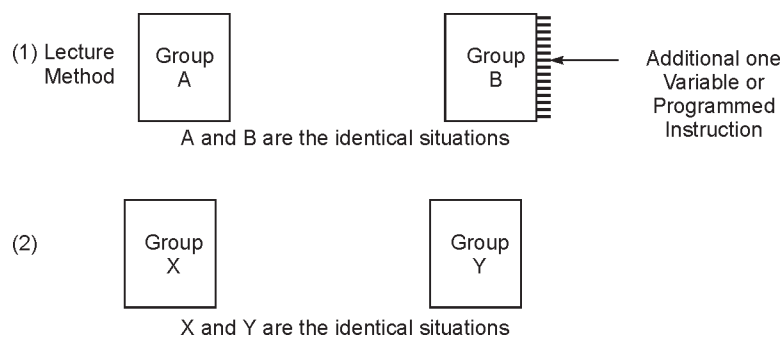 (1) Lecture
Method
Group
A
Group
B
Additional one
Variable or
Programmed
Instruction
A and B are the identical situations
(2)
Group
X
Group
Y
X and Y are the identical situations